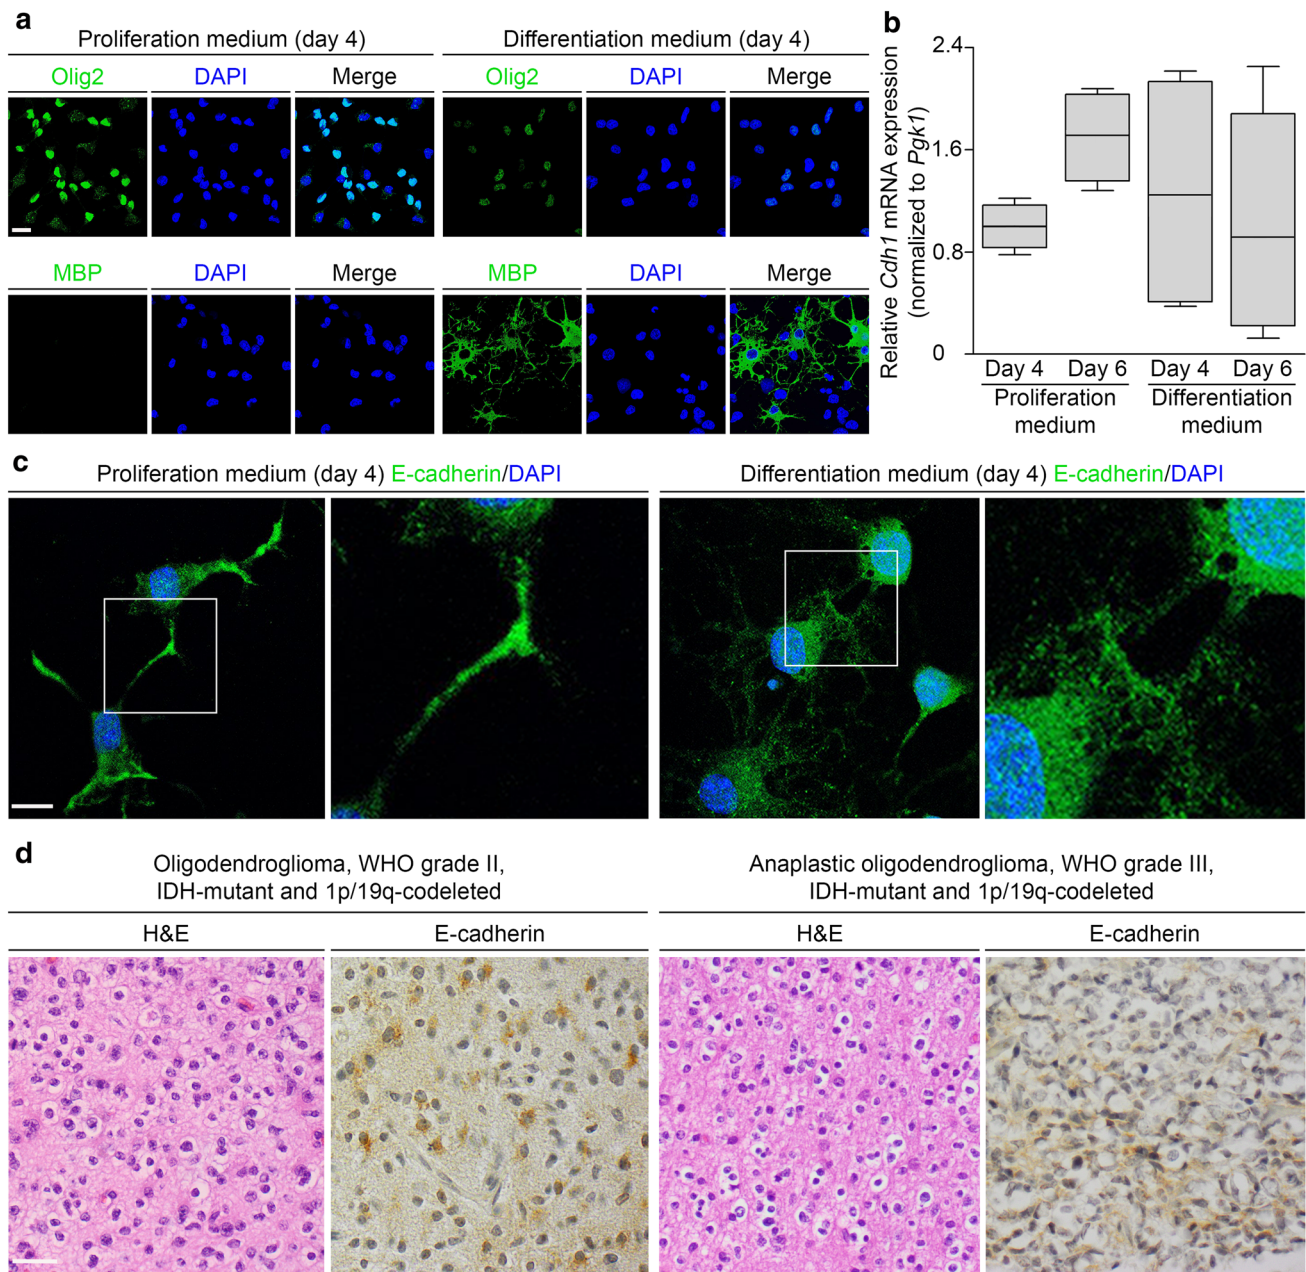 a
Proliferation medium (day 4)
Differentiation medium (day 4)
Olig2 DAPI Merge Olig2 DAPI Merge
MBP DAPI Merge MBP DAPI Merge
b
Relative Cdh1 mRNA expression
(normalized to Pgk1)
2.4
1.6
0.8
0
Day 4 Day 6 Day 4 Day 6
Proliferation
medium
Differentiation
medium
c
Proliferation medium (day 4) E-cadherin/DAPI
Differentiation medium (day 4) E-cadherin/DAPI
d
Oligodendroglioma, WHO grade II,
IDH-mutant and 1p/19q-codeleted
Anaplastic oligodendroglioma, WHO grade III,
IDH-mutant and 1p/19q-codeleted
H&E E-cadherin H&E E-cadherin